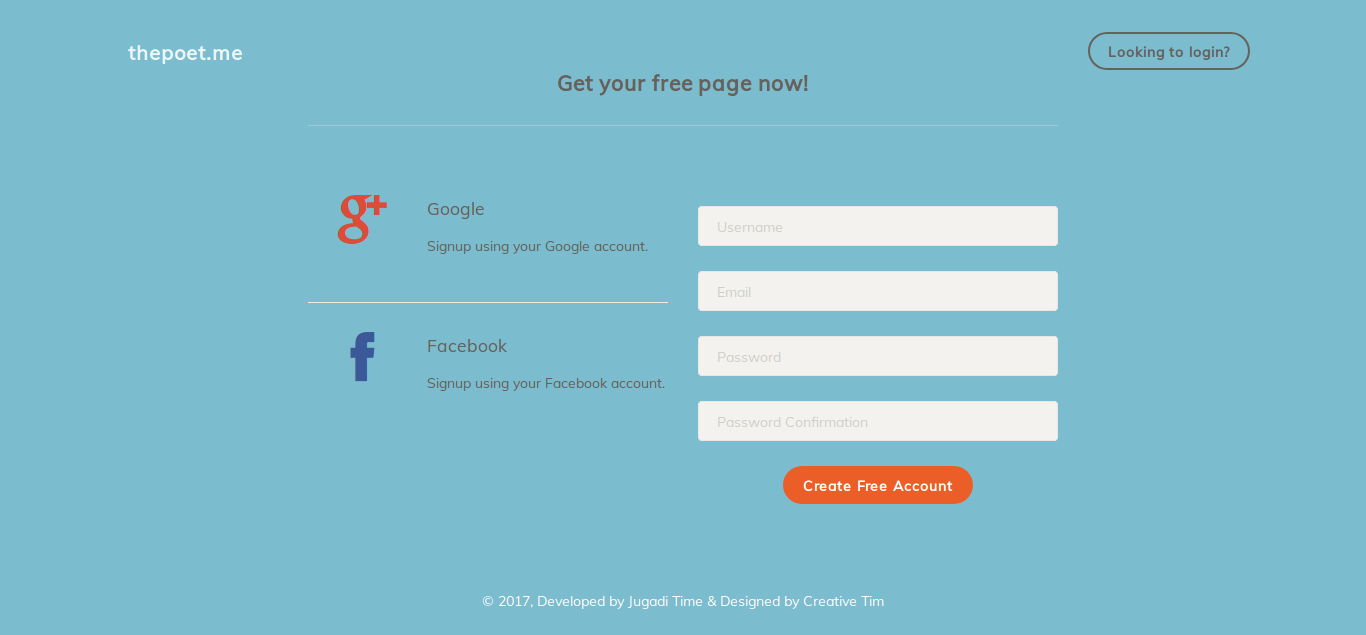 thepoet.me
Looking to login?
Get your free page now!
Google
Signup using your Google account.
Facebook
Signup using your Facebook account.
Username
Email
Password
Password Confirmation
Create Free Account
© 2017, Developed by Jugadi Time & Designed by Creative Tim